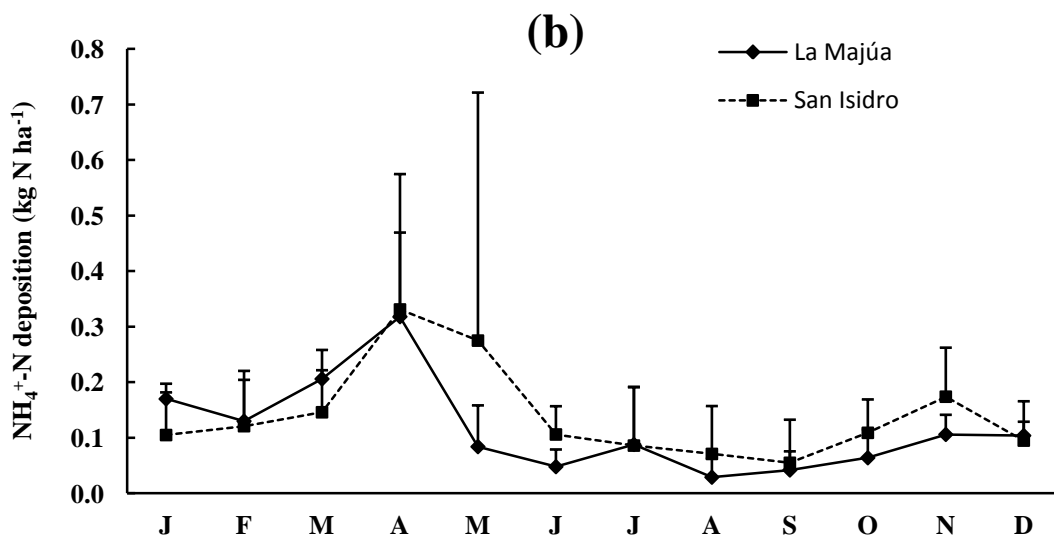 (b)
La Majúa
San Isidro
NH₄⁺-N deposition (kg N ha⁻¹)
0.8
0.7
0.6
0.5
0.4
0.3
0.2
0.1
0.0
J F M A M J J A S O N D